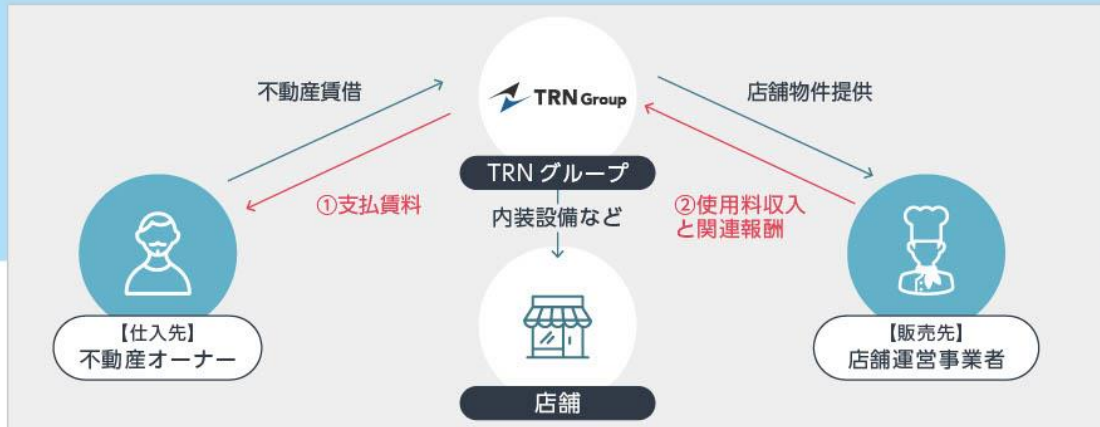 不動産賃借
TRN Group
店舗物件提供
TRN グループ
①支払賃料
内装設備など
②使用料収入
と関連報酬
【仕入先】
不動産オーナー
【販売先】
店舗運営事業者
店舗